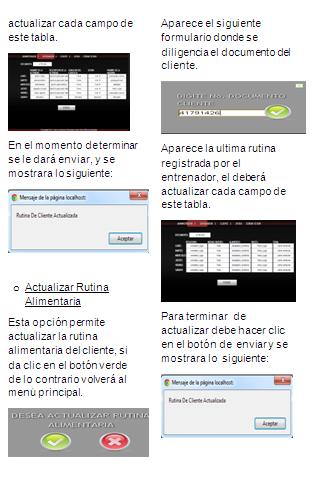 actualizar cada campo de
este tabla.
En el momento determinar
se le dará enviar, y se
mostrara lo siguiente:
Mensaje de la página localhost:
Rutina De Cliente Actualizada
Aceptar
o Actualizar Rutina
Alimentaria
Esta opción permite
actualizar la rutina
alimentaria del cliente, si
da clic en el botón verde
de lo contrario volverá al
menú principal.
DESEA ACTUALIZAR RUTINA
ALIMENTARIA
Aparece el siguiente
formulario donde se
diligencia el documento del
cliente.
DIGITE No. DOCUMENTO
CLIENTE
41791426
Aparece la ultima rutina
registrada por el
entrenador, el deberá
actualizar cada campo de
este tabla.
Para terminar de
actualizar debe hacer clic
en el botón de enviar y se
mostrara lo siguiente:
Mensaje de la página localhost:
Rutina De Cliente Actualizada
Aceptar